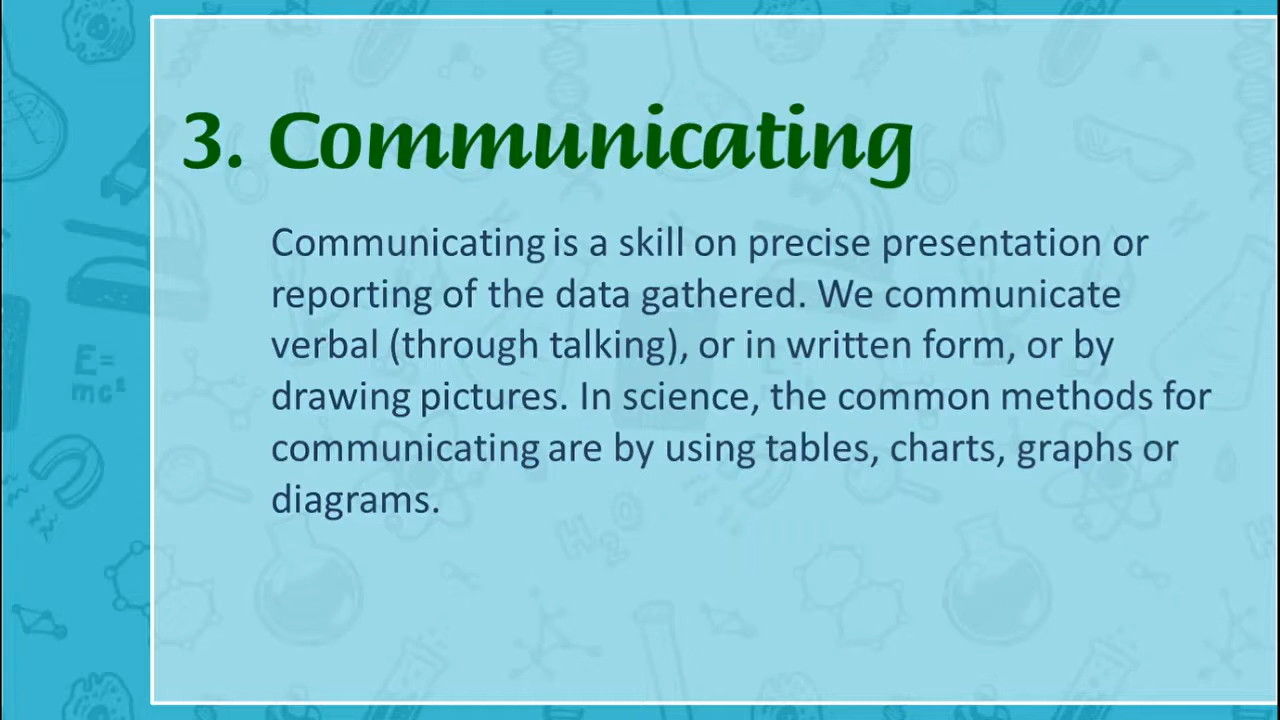 3. Communicating
Communicating is a skill on precise presentation or
reporting of the data gathered. We communicate
verbal (through talking), or in written form, or by
drawing pictures. In science, the common methods for
communicating are by using tables, charts, graphs or
diagrams.
E=
mc²
H₂O